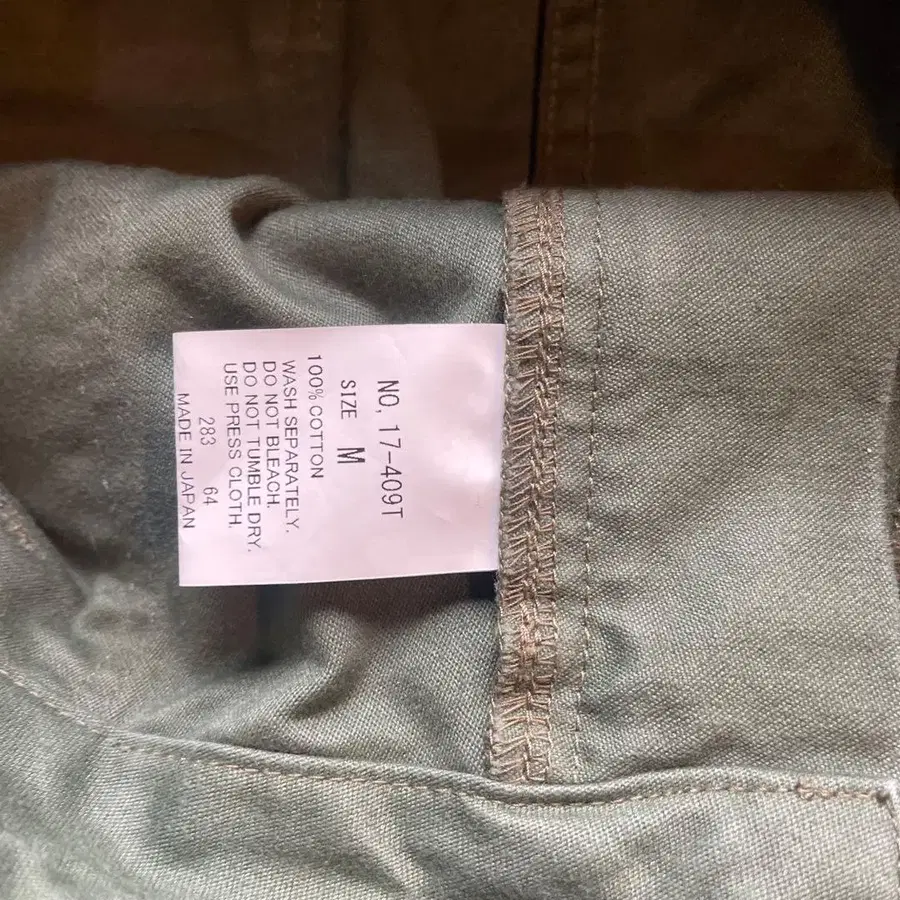 NO, 17-409T
SIZE M
100% COTTON
WASH SEPARATELY.
DO NOT BLEACH.
DO NOT TUMBLE DRY.
USE PRESS CLOTH.
283 64
MADE IN JAPAN